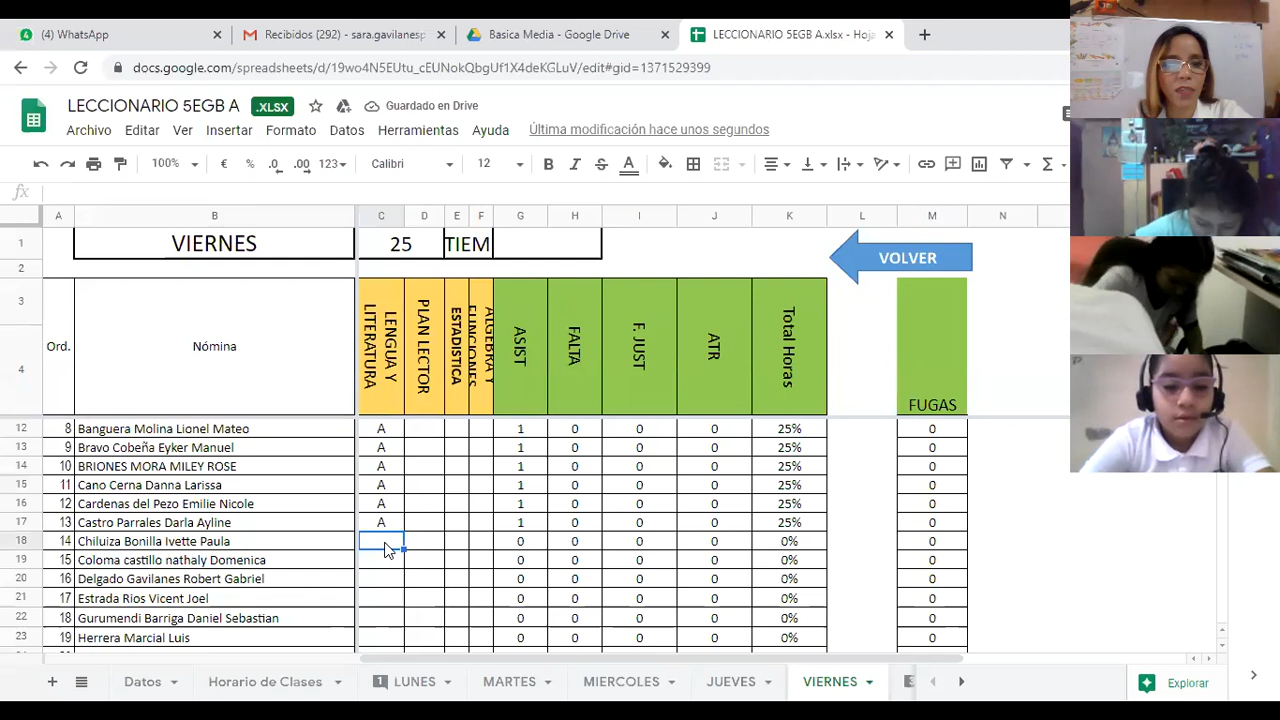 (4) WhatsApp
Recibidos (292) - sara.gavilanesp
Basica Media - Google Drive
LECCIONARIO 5EGB A.xlsx - Hoja
LECCIONARIO 5EGB A .XLSX Guardado en Drive
Archivo Editar Ver Insertar Formato Datos Herramientas Ayuda Última modificación hace unos segundos
100% € % .0 .00 123 Calibri 12 B I S A Σ
fx
A B C D E F G H I J K L M N
1 VIERNES 25 TIEM VOLVER
2
3
4
Ord. Nómina LENGUA Y LITERATURA PLAN LECTOR ESTADISTICA ALGEBRA Y FUNCIONES ASIST FALTA F. JUST ATR Total Horas FUGAS
12 8 Banguera Molina Lionel Mateo A 1 0 0 0 25% 0
13 9 Bravo Cobeña Eyker Manuel A 1 0 0 0 25% 0
14 10 BRIONES MORA MILEY ROSE A 1 0 0 0 25% 0
15 11 Cano Cerna Danna Larissa A 1 0 0 0 25% 0
16 12 Cardenas del Pezo Emilie Nicole A 1 0 0 0 25% 0
17 13 Castro Parrales Darla Ayline A 1 0 0 0 25% 0
18 14 Chiluiza Bonilla Ivette Paula 0 0 0 0 0% 0
19 15 Coloma castillo nathaly Domenica 0 0 0 0 0% 0
20 16 Delgado Gavilanes Robert Gabriel 0 0 0 0 0% 0
21 17 Estrada Rios Vicent Joel 0 0 0 0 0% 0
22 18 Gurumendi Barriga Daniel Sebastian 0 0 0 0 0% 0
23 19 Herrera Marcial Luis 0 0 0 0 0% 0
Datos Horario de Clases 1 LUNES MARTES MIERCOLES JUEVES VIERNES Explorar